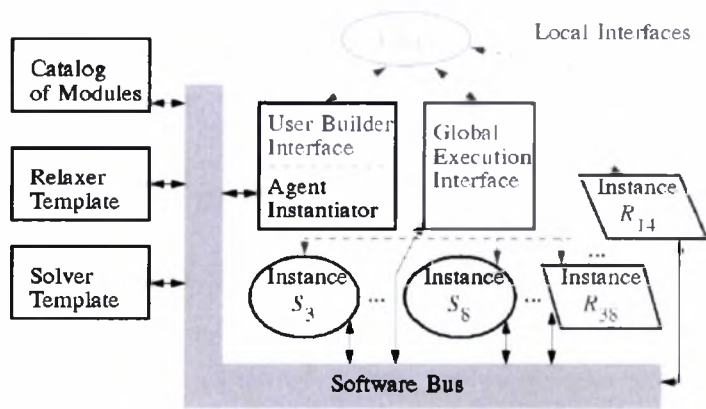 Local Interfaces
Catalog
of Modules
User Builder
Interface
Agent
Instantiator
Global
Execution
Interface
Relaxer
Template
Instance
R14
Solver
Template
Instance
S3
...
Instance
S8
...
Instance
R38
...
Software Bus